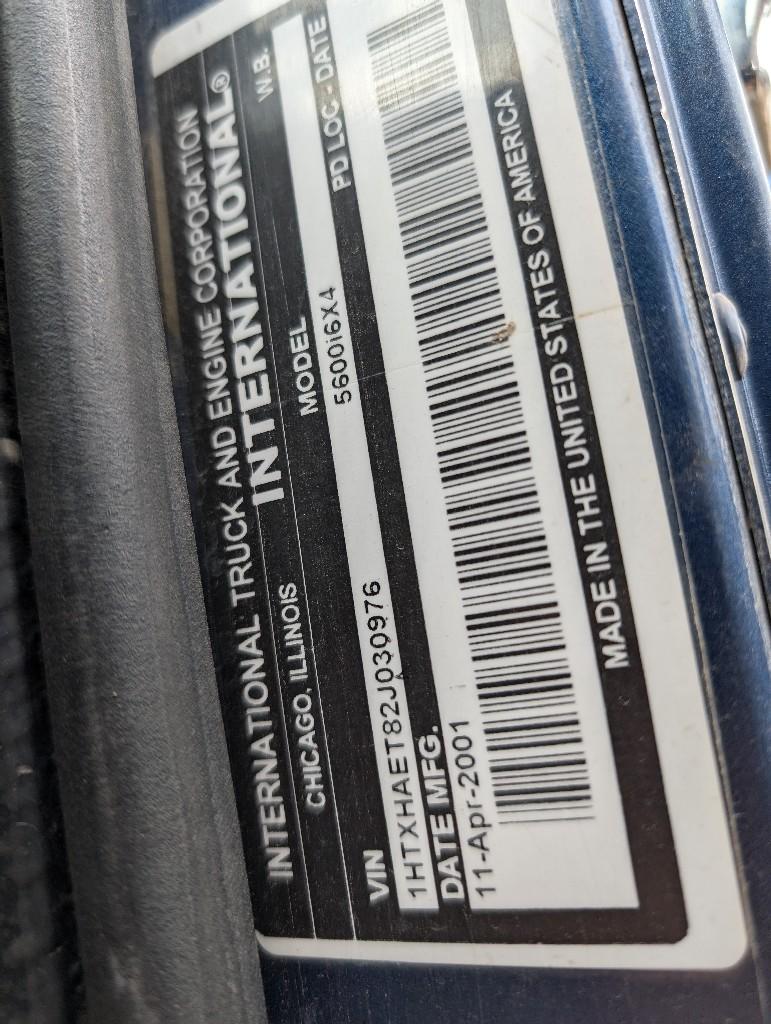 INTERNATIONAL TRUCK AND ENGINE CORPORATION
INTERNATIONAL®
CHICAGO, ILLINOIS
MODEL
W.B.
VIN
1HTXHAET82J030976
5600i6X4
DATE MFG.
PD LOC - DATE
11-Apr-2001
MADE IN THE UNITED STATES OF AMERICA